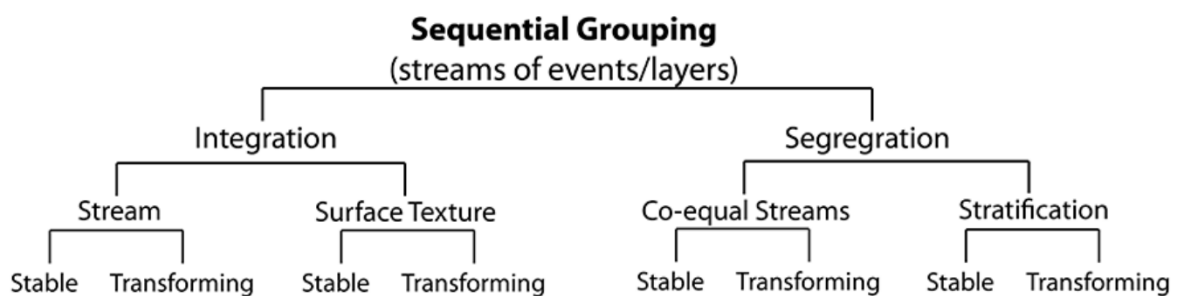 Sequential Grouping
(streams of events/layers)
Integration Segregration
Stream Surface Texture Co-equal Streams Stratification
Stable Transforming Stable Transforming Stable Transforming Stable Transforming